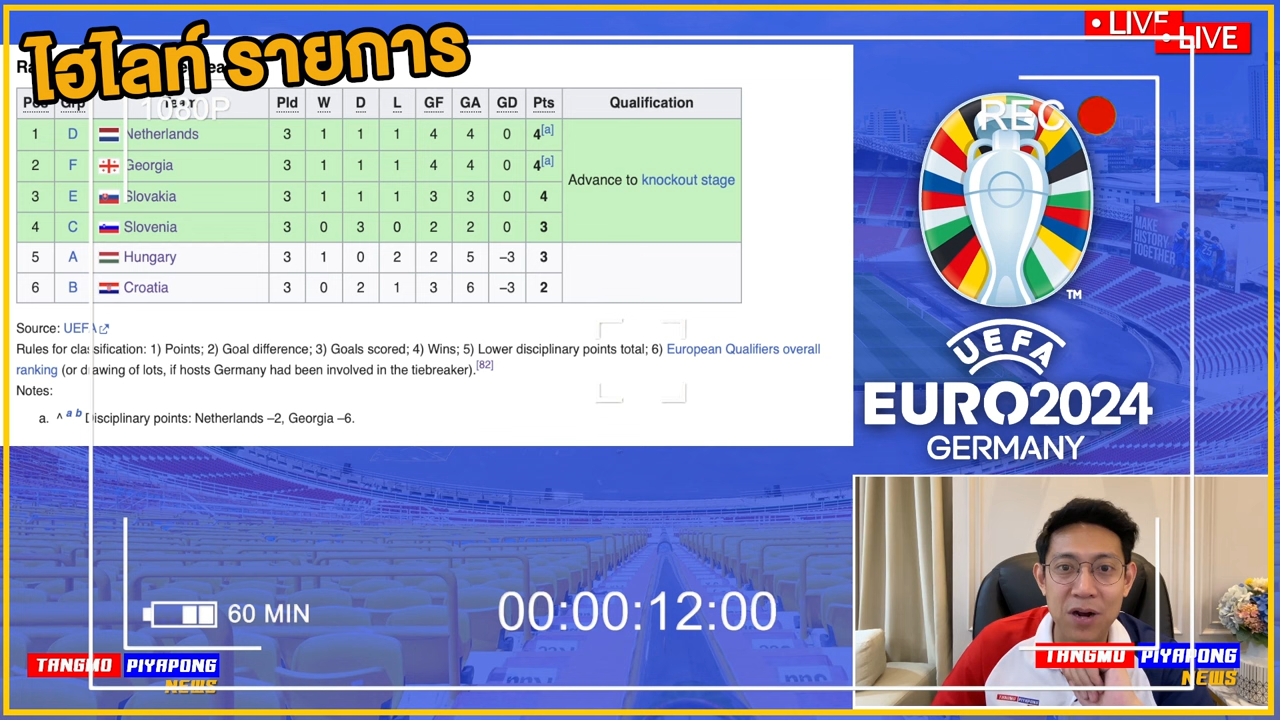 ไฮไลท์ รายการ
• LIVE
• LIVE
1080P
REC
Pos Grp Team Pld W D L GF GA GD Pts Qualification
1 D Netherlands 3 1 1 1 4 4 0 4[a]
2 F Georgia 3 1 1 1 4 4 0 4[a]
Advance to knockout stage
3 E Slovakia 3 1 1 1 3 3 0 4
4 C Slovenia 3 0 3 0 2 2 0 3
5 A Hungary 3 1 0 2 2 5 −3 3
6 B Croatia 3 0 2 1 3 6 −3 2
Source: UEFA
Rules for classification: 1) Points; 2) Goal difference; 3) Goals scored; 4) Wins; 5) Lower disciplinary points total; 6) European Qualifiers overall
ranking (or drawing of lots, if hosts Germany had been involved in the tiebreaker).[82]
Notes:
a. ^ a b Disciplinary points: Netherlands −2, Georgia −6.
MAKE
HISTORY
TOGETHER
TM
UEFA
EURO2024
GERMANY
60 MIN
00:00:12:00
TANGMO PIYAPONG
NEWS
TANGMO PIYAPONG
NEWS